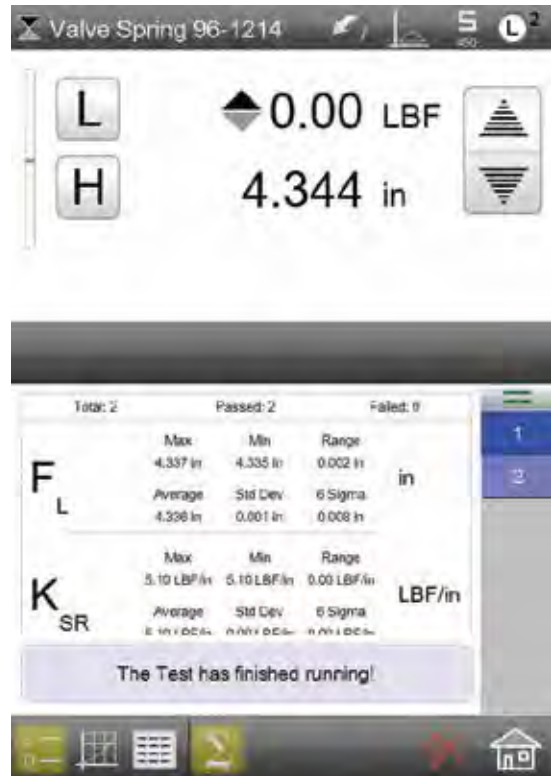 Valve Spring 96-1214 S 450 L 2
L 0.00 LBF
H 4.344 in
Total: 2 Passed: 2 Failed: 0
Max Min Range
4.337 in 4.335 in 0.002 in
F L in
Average Std Dev 6 Sigma
4.336 in 0.001 in 0.008 in
Max Min Range
5.10 LBF/in 5.10 LBF/in 0.00 LBF/in
K SR LBF/in
Average Std Dev 6 Sigma
1
2
The Test has finished running!